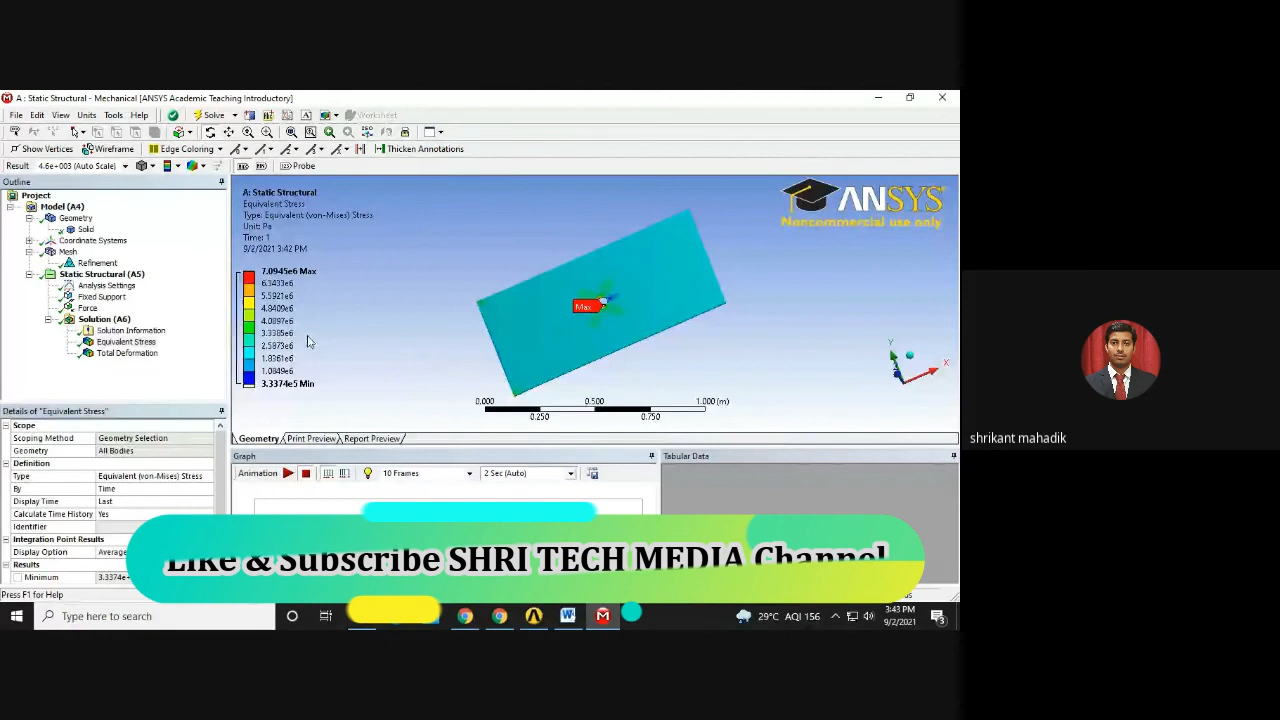 A : Static Structural - Mechanical [ANSYS Academic Teaching Introductory]
File Edit View Units Tools Help Solve Worksheet
Show Vertices Wireframe Edge Coloring Thicken Annotations
Result 4.6e+003 (Auto Scale) Probe
Outline
Project
Model (A4)
Geometry
Solid
Coordinate Systems
Mesh
Refinement
Static Structural (A5)
Analysis Settings
Fixed Support
Force
Solution (A6)
Solution Information
Equivalent Stress
Total Deformation
Details of "Equivalent Stress"
Scope
Scoping Method Geometry Selection
Geometry All Bodies
Definition
Type Equivalent (von-Mises) Stress
By Time
Display Time Last
Calculate Time History Yes
Identifier
Integration Point Results
Display Option Average
Results
Minimum 3.3374e+
Press F1 for Help
A: Static Structural
Equivalent Stress
Type: Equivalent (von-Mises) Stress
Unit: Pa
Time: 1
9/2/2021 3:42 PM
7.0945e6 Max
6.3433e6
5.5921e6
4.8409e6
4.0897e6
3.3385e6
2.5873e6
1.8361e6
1.0849e6
3.3374e5 Min
Max
ANSYS
Noncommercial use only
Y
X
0.000 0.500 1.000 (m)
0.250 0.750
Geometry Print Preview Report Preview
Graph
Animation 10 Frames 2 Sec (Auto)
Tabular Data
Like & Subscribe SHRI TECH MEDIA Channel
Type here to search
29°C AQI 156
3:43 PM
9/2/2021
3
shrikant mahadik